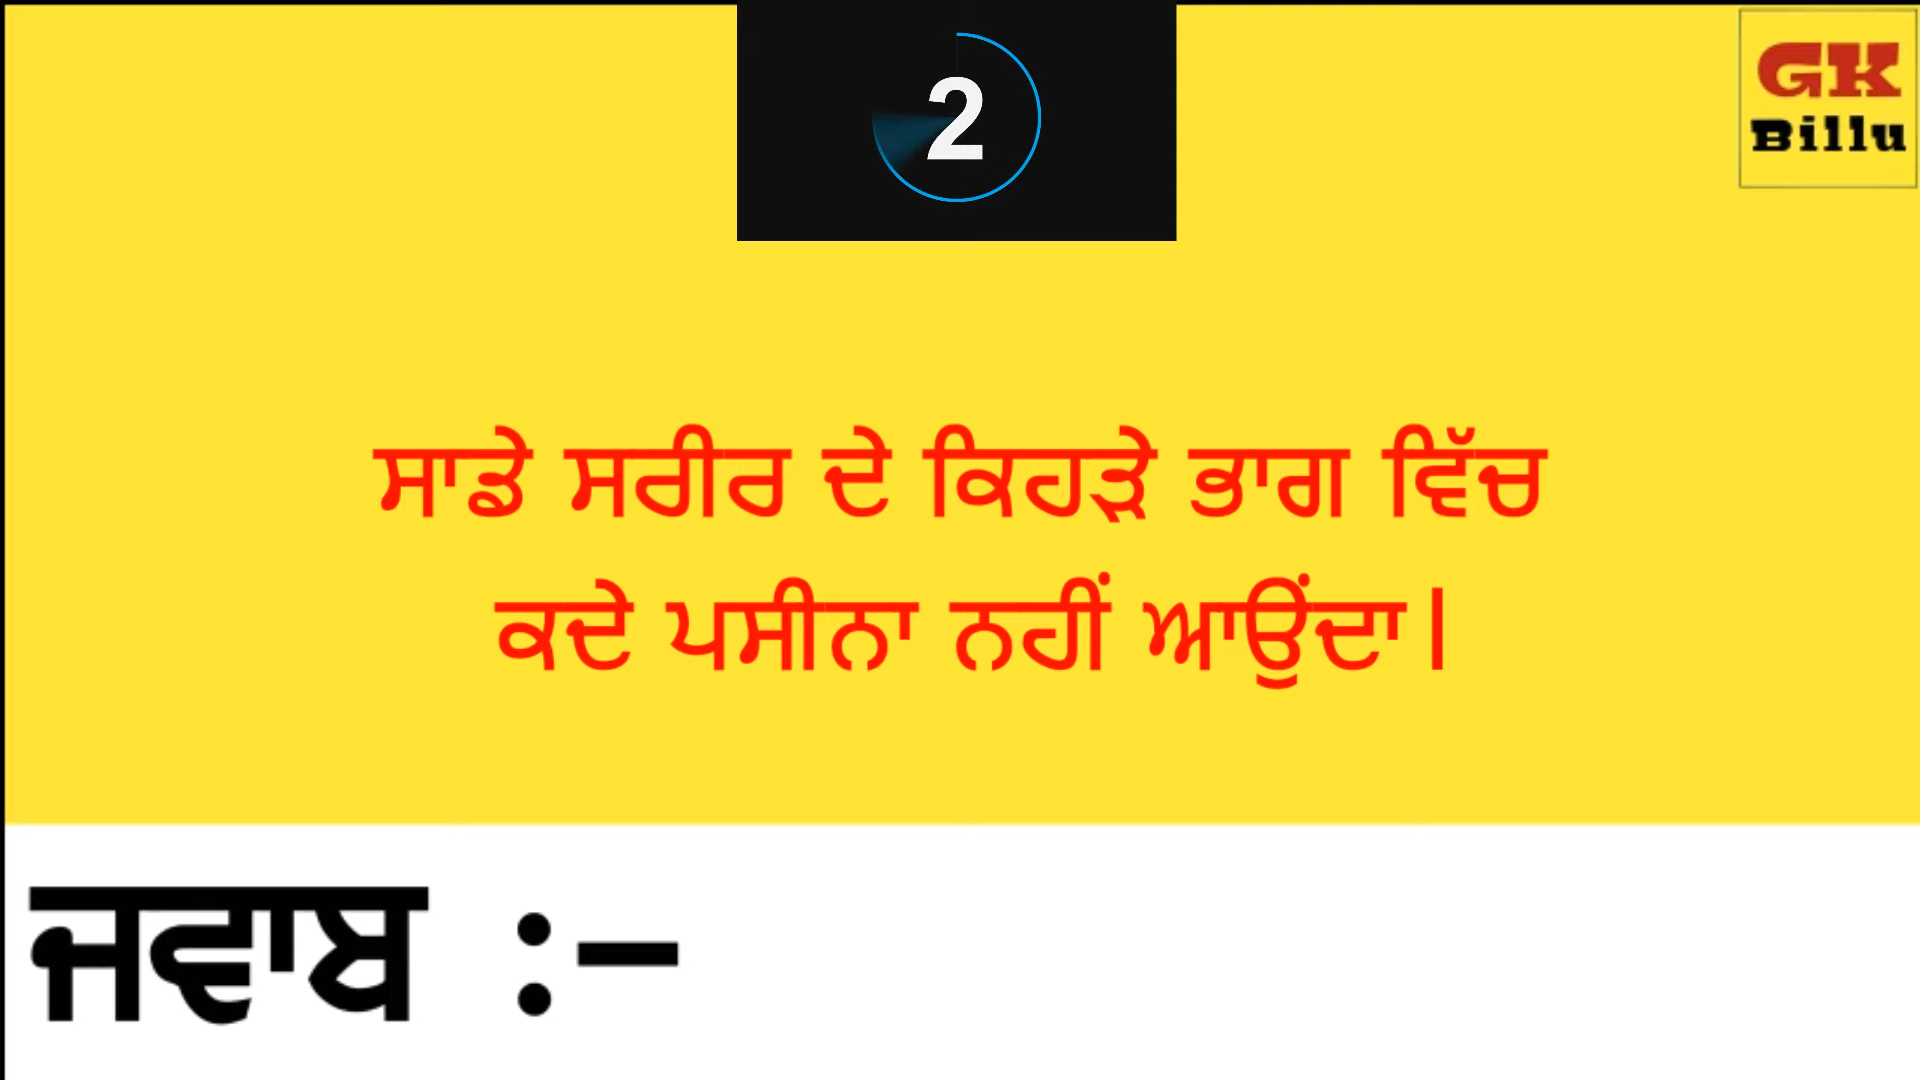 2
GK
Billu
ਸਾਡੇ ਸਰੀਰ ਦੇ ਕਿਹੜੇ ਭਾਗ ਵਿੱਚ
ਕਦੇ ਪਸੀਨਾ ਨਹੀਂ ਆਉਂਦਾ|
ਜਵਾਬ :-